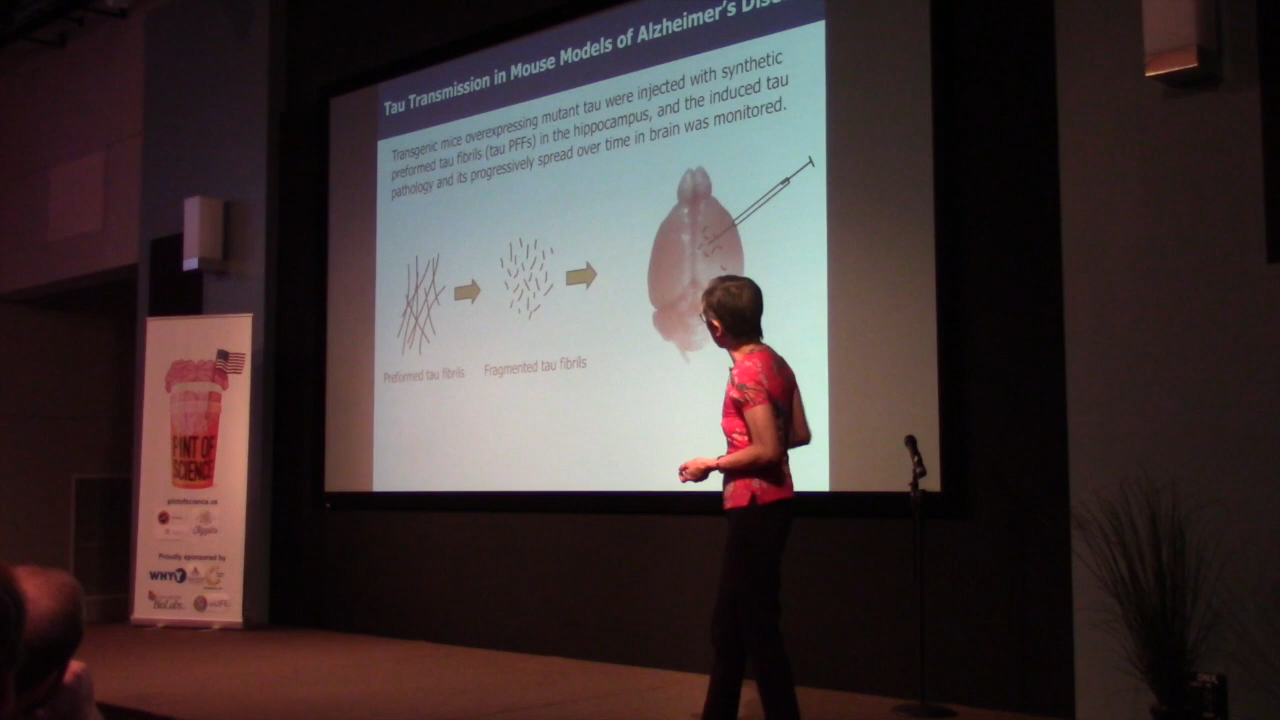 Tau Transmission in Mouse Models of Alzheimer's
Transgenic mice overexpressing mutant tau were injected with synthetic
preformed tau fibrils (tau PFFs) in the hippocampus, and the induced tau
pathology and its progressively spread over time in brain was monitored.
Preformed tau fibrils
Fragmented tau fibrils
PINT OF
SCIENCE
pintofscience.us
Proudly sponsored by
WHYY
BioLabs